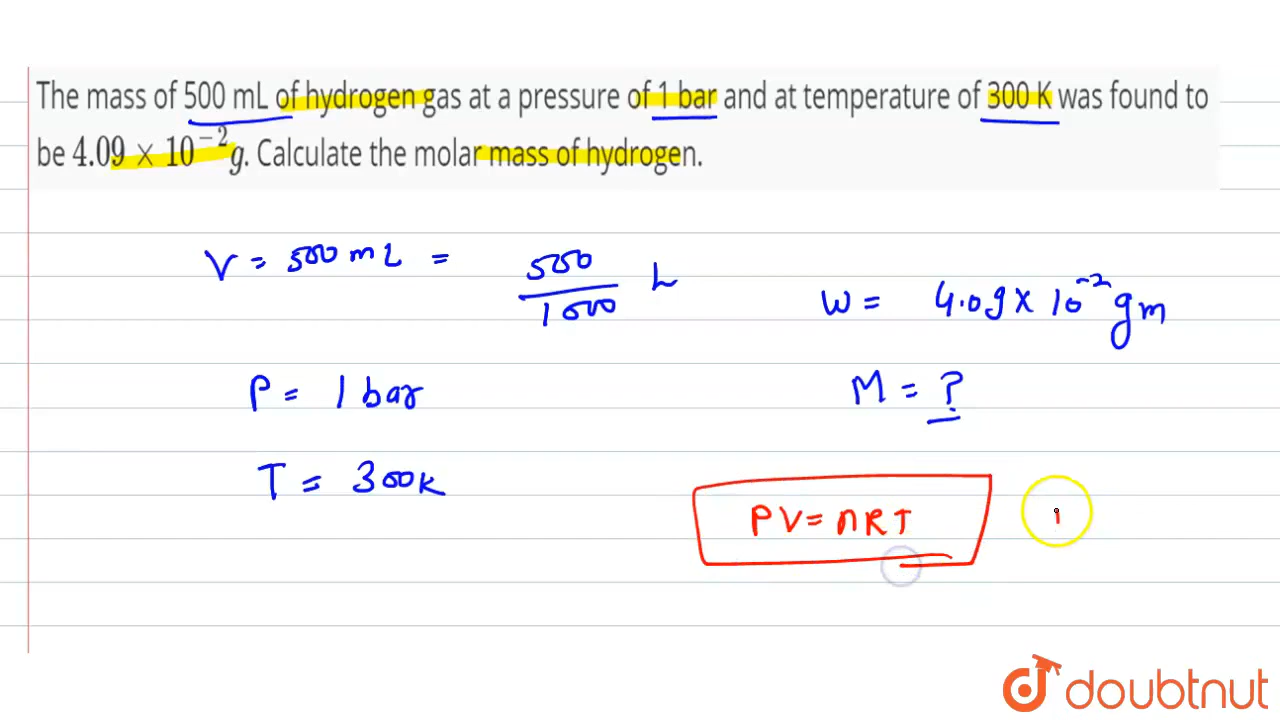 The mass of 500 mL of hydrogen gas at a pressure of 1 bar and at temperature of 300 K was found to
be 4.09 × 10⁻² g. Calculate the molar mass of hydrogen.
V = 500 mL = 500/1000 L
W = 4.09 × 10⁻² gm
P = 1 bar
M = ?
T = 300K
PV = nRT
doubtnut